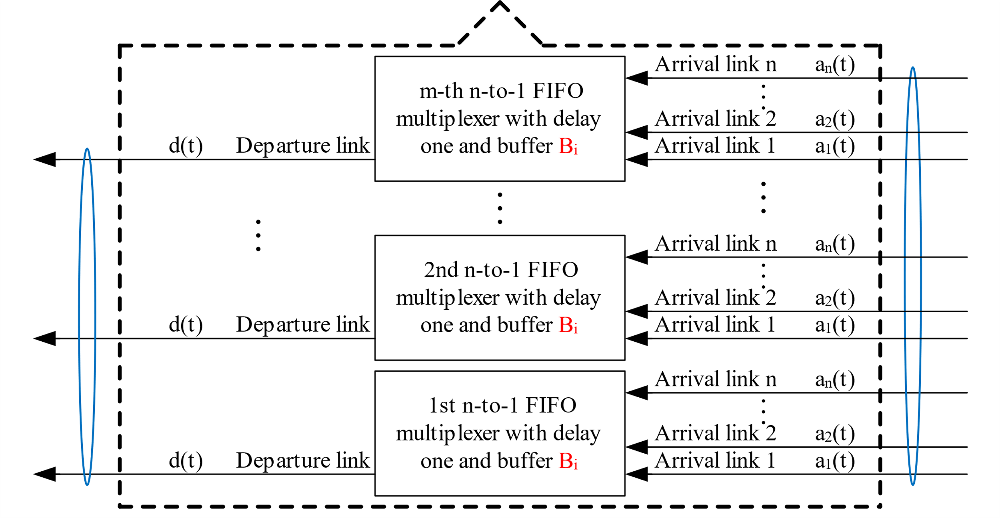 Arrival link n aₙ(t)
m-th n-to-1 FIFO
multiplexer with delay
one and buffer Bᵢ
Arrival link 2 a₂(t)
Arrival link 1 a₁(t)
d(t) Departure link
Arrival link n aₙ(t)
2nd n-to-1 FIFO
multiplexer with delay
one and buffer Bᵢ
Arrival link 2 a₂(t)
Arrival link 1 a₁(t)
d(t) Departure link
Arrival link n aₙ(t)
1st n-to-1 FIFO
multiplexer with delay
one and buffer Bᵢ
Arrival link 2 a₂(t)
Arrival link 1 a₁(t)
d(t) Departure link